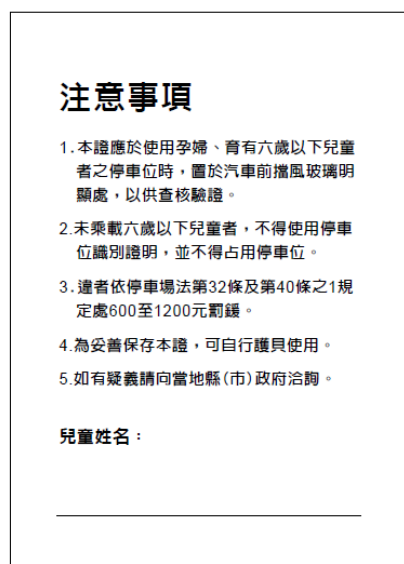 注意事項
1.本證應於使用孕婦、育有六歲以下兒童
者之停車位時，置於汽車前擋風玻璃明
顯處，以供查核驗證。
2.未乘載六歲以下兒童者，不得使用停車
位識別證明，並不得占用停車位。
3.違者依停車場法第32條及第40條之1規
定處600至1200元罰鍰。
4.為妥善保存本證，可自行護貝使用。
5.如有疑義請向當地縣(市)政府洽詢。
兒童姓名：